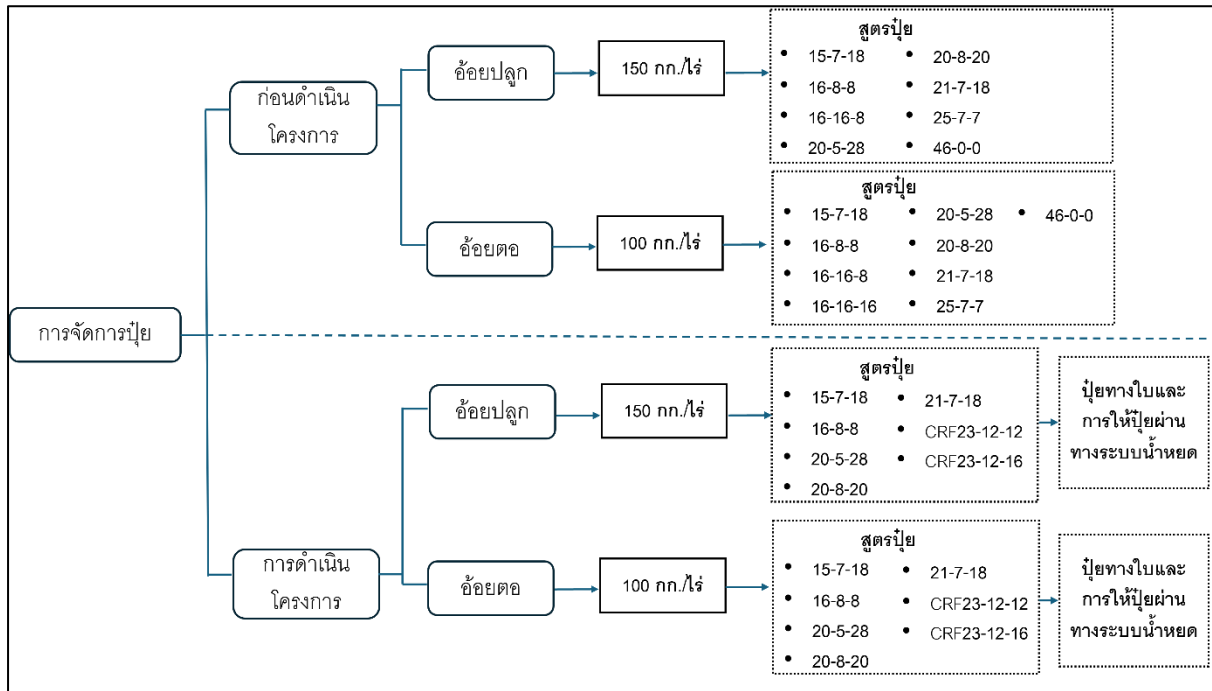 การจัดการปุ๋ย
ก่อนดำเนิน
โครงการ
อ้อยปลูก
150 กก./ไร่
สูตรปุ๋ย
• 15-7-18
• 16-8-8
• 16-16-8
• 20-5-28
• 20-8-20
• 21-7-18
• 25-7-7
• 46-0-0
อ้อยตอ
100 กก./ไร่
สูตรปุ๋ย
• 15-7-18
• 16-8-8
• 16-16-8
• 16-16-16
• 20-5-28
• 20-8-20
• 21-7-18
• 25-7-7
• 46-0-0
การดำเนิน
โครงการ
อ้อยปลูก
150 กก./ไร่
สูตรปุ๋ย
• 15-7-18
• 16-8-8
• 20-5-28
• 20-8-20
• 21-7-18
• CRF23-12-12
• CRF23-12-16
ปุ๋ยทางใบและ
การให้ปุ๋ยผ่าน
ทางระบบน้ำหยด
อ้อยตอ
100 กก./ไร่
สูตรปุ๋ย
• 15-7-18
• 16-8-8
• 20-5-28
• 20-8-20
• 21-7-18
• CRF23-12-12
• CRF23-12-16
ปุ๋ยทางใบและ
การให้ปุ๋ยผ่าน
ทางระบบน้ำหยด